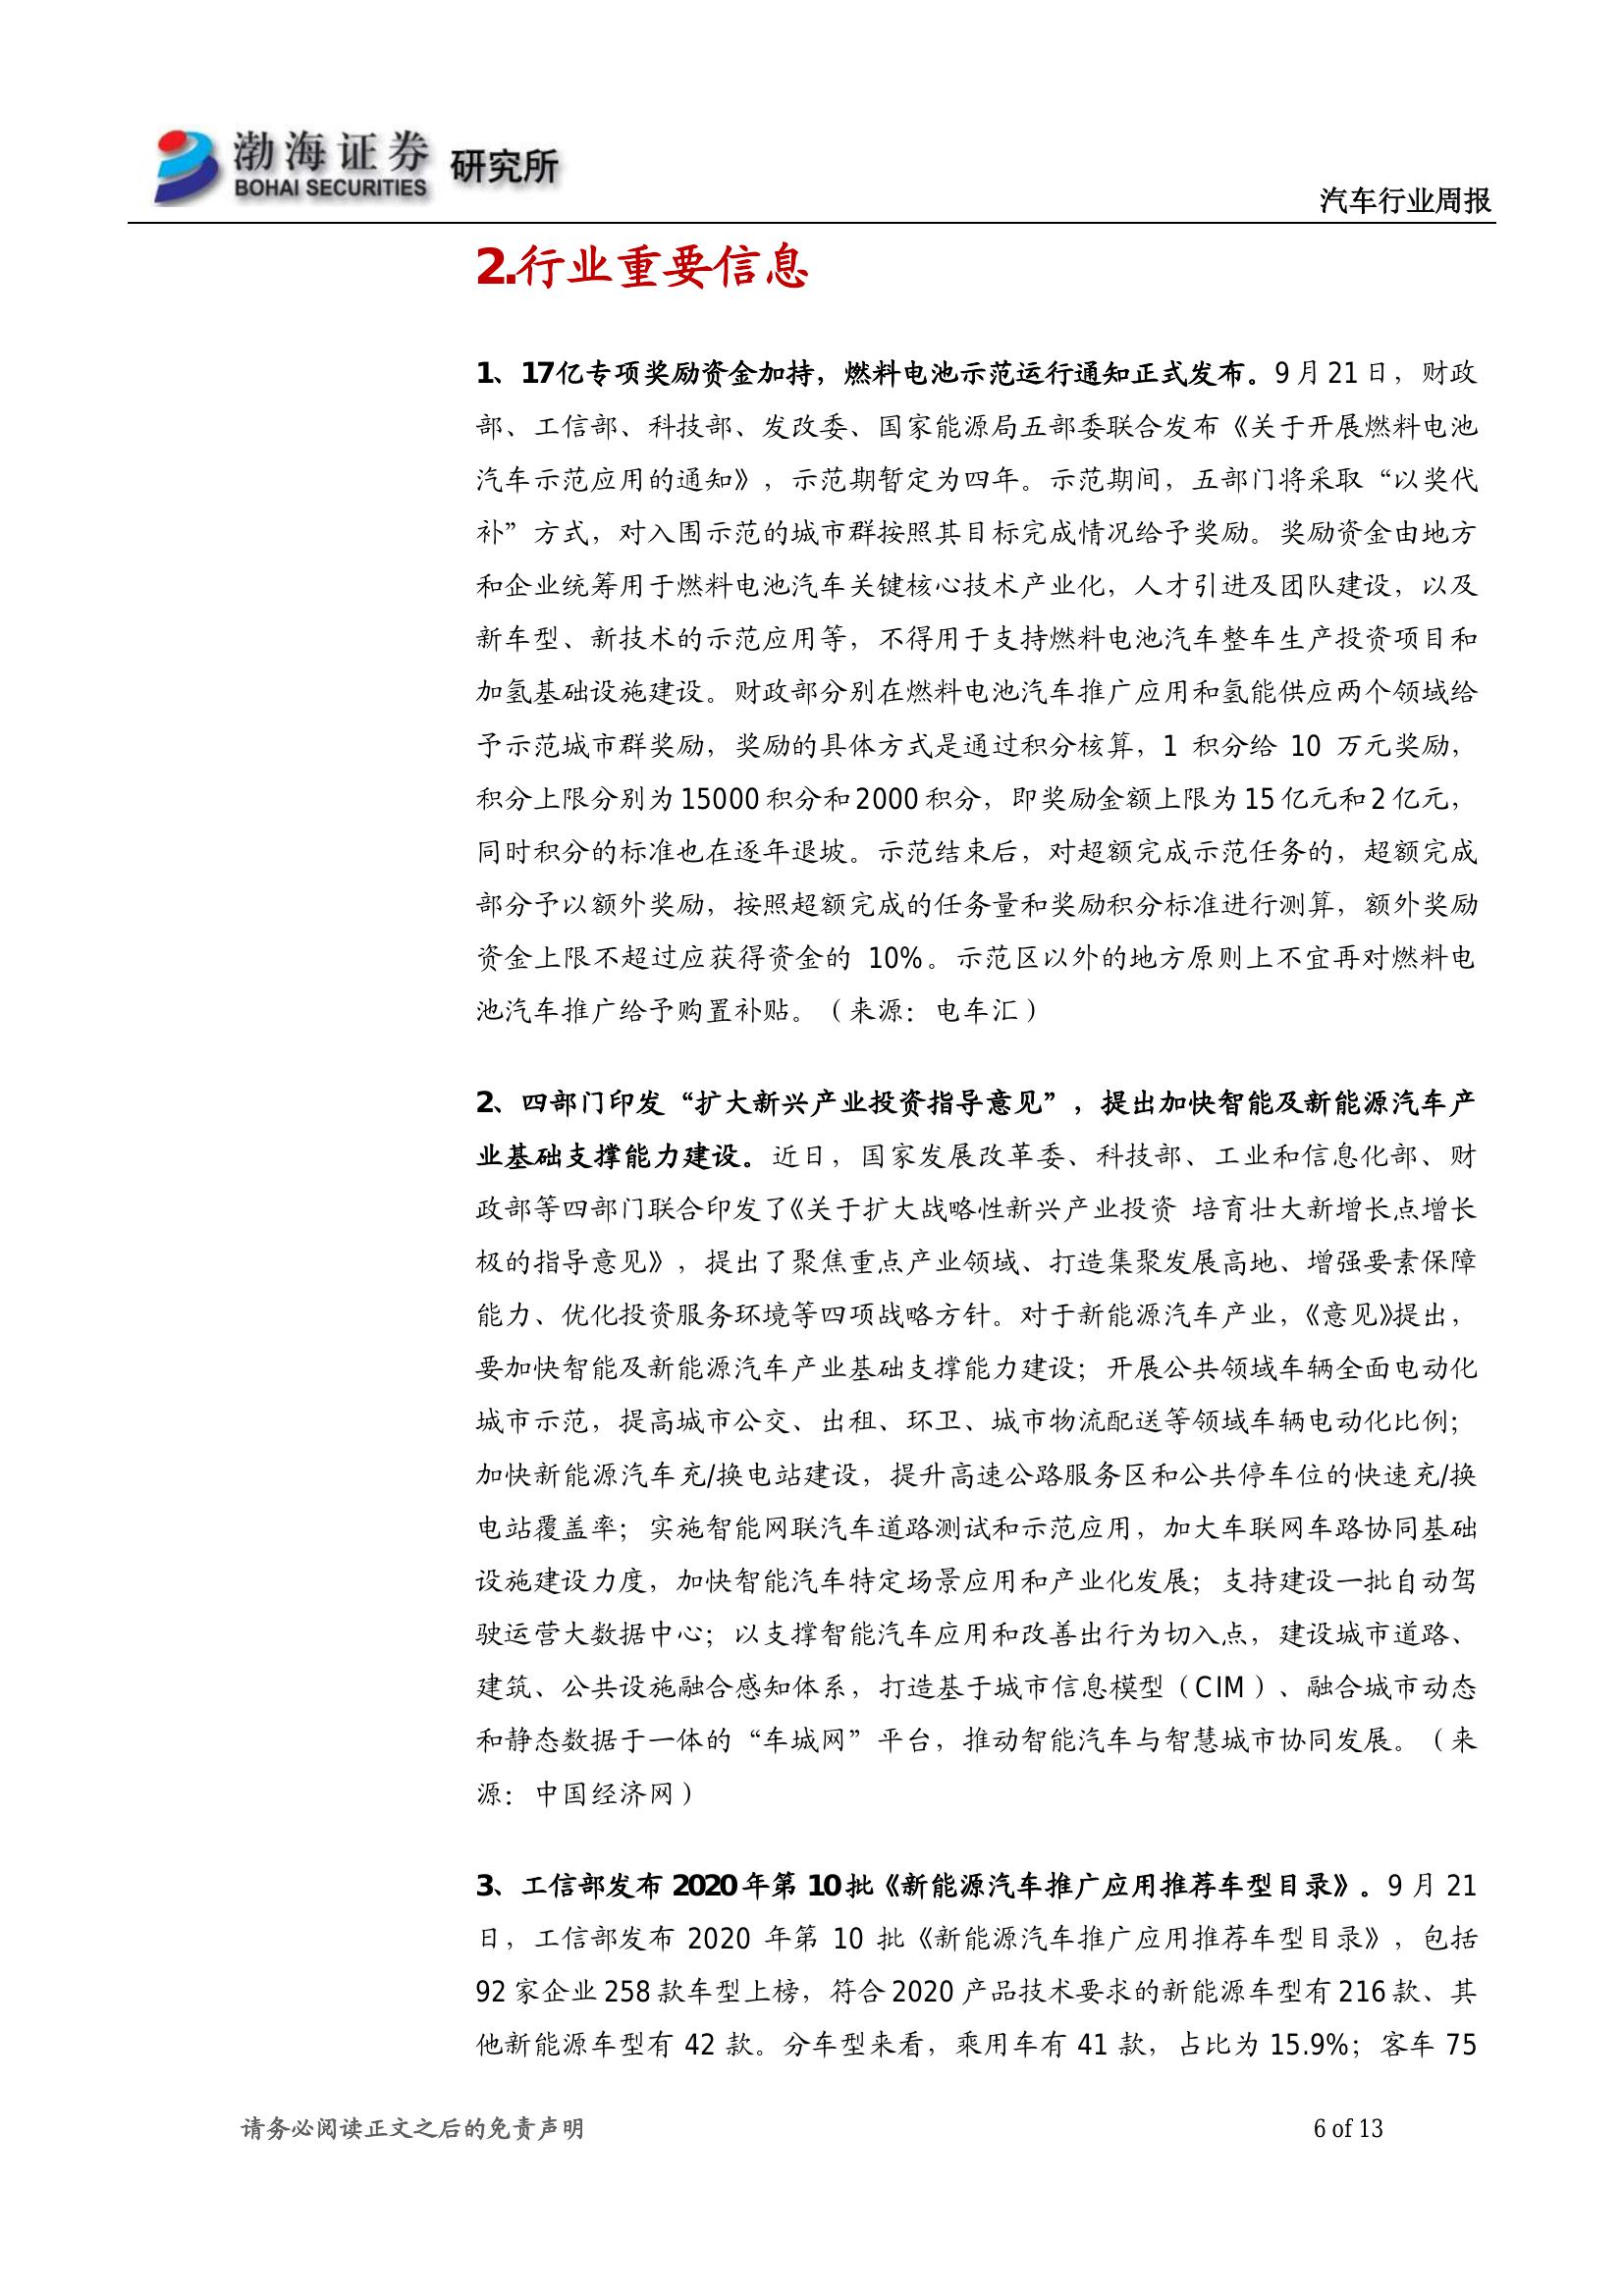 渤海证券 研究所
BOHAI SECURITIES
汽车行业周报
2.行业重要信息
1、17亿专项奖励资金加持，燃料电池示范运行通知正式发布。9月21日，财政
部、工信部、科技部、发改委、国家能源局五部委联合发布《关于开展燃料电池
汽车示范应用的通知》，示范期暂定为四年。示范期间，五部门将采取“以奖代
补”方式，对入围示范的城市群按照其目标完成情况给予奖励。奖励资金由地方
和企业统筹用于燃料电池汽车关键核心技术产业化，人才引进及团队建设，以及
新车型、新技术的示范应用等，不得用于支持燃料电池汽车整车生产投资项目和
加氢基础设施建设。财政部分别在燃料电池汽车推广应用和氢能供应两个领域给
予示范城市群奖励，奖励的具体方式是通过积分核算，1 积分给 10 万元奖励，
积分上限分别为15000积分和2000积分，即奖励金额上限为15亿元和2亿元，
同时积分的标准也在逐年退坡。示范结束后，对超额完成示范任务的，超额完成
部分予以额外奖励，按照超额完成的任务量和奖励积分标准进行测算，额外奖励
资金上限不超过应获得资金的 10%。示范区以外的地方原则上不宜再对燃料电
池汽车推广给予购置补贴。（来源：电车汇）
2、四部门印发“扩大新兴产业投资指导意见”，提出加快智能及新能源汽车产
业基础支撑能力建设。近日，国家发展改革委、科技部、工业和信息化部、财
政部等四部门联合印发了《关于扩大战略性新兴产业投资 培育壮大新增长点增长
极的指导意见》，提出了聚焦重点产业领域、打造集聚发展高地、增强要素保障
能力、优化投资服务环境等四项战略方针。对于新能源汽车产业，《意见》提出，
要加快智能及新能源汽车产业基础支撑能力建设；开展公共领域车辆全面电动化
城市示范，提高城市公交、出租、环卫、城市物流配送等领域车辆电动化比例；
加快新能源汽车充/换电站建设，提升高速公路服务区和公共停车位的快速充/换
电站覆盖率；实施智能网联汽车道路测试和示范应用，加大车联网车路协同基础
设施建设力度，加快智能汽车特定场景应用和产业化发展；支持建设一批自动驾
驶运营大数据中心；以支撑智能汽车应用和改善出行为切入点，建设城市道路、
建筑、公共设施融合感知体系，打造基于城市信息模型（CIM）、融合城市动态
和静态数据于一体的“车城网”平台，推动智能汽车与智慧城市协同发展。（来
源：中国经济网）
3、工信部发布2020年第10批《新能源汽车推广应用推荐车型目录》。9月21
日，工信部发布 2020 年第 10 批《新能源汽车推广应用推荐车型目录》，包括
92家企业258款车型上榜，符合2020产品技术要求的新能源车型有216款、其
他新能源车型有 42 款。分车型来看，乘用车有 41 款，占比为 15.9%；客车 75
请务必阅读正文之后的免责声明
6 of 13